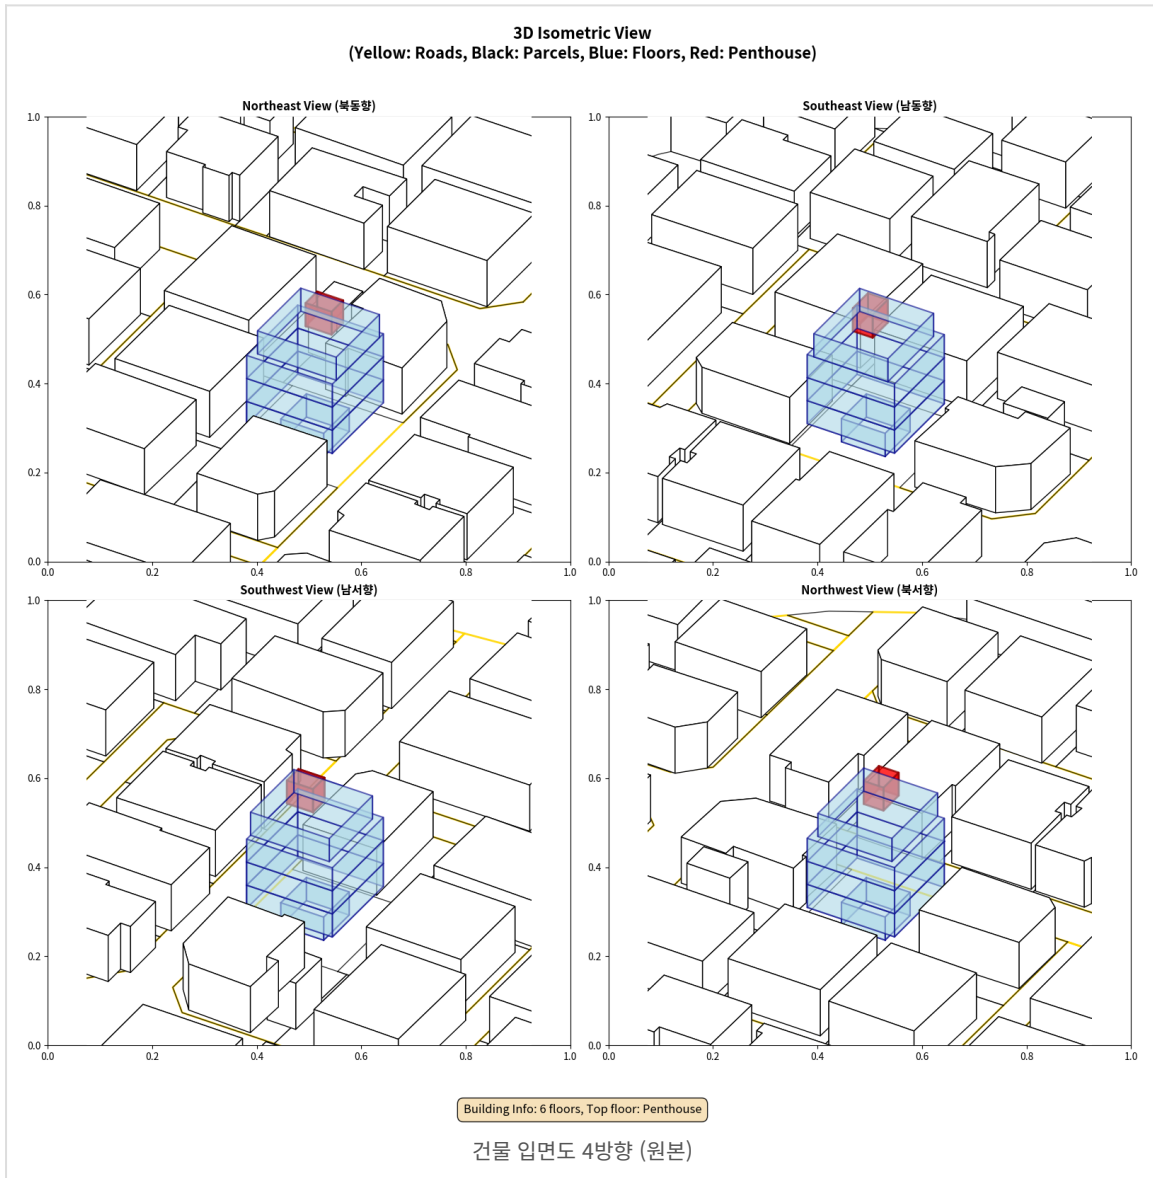 3D Isometric View
(Yellow: Roads, Black: Parcels, Blue: Floors, Red: Penthouse)
Northeast View (북동향)
1.0
0.8
0.6
0.4
0.2
0.0
0.0 0.2 0.4 0.6 0.8 1.0
Southeast View (남동향)
1.0
0.8
0.6
0.4
0.2
0.0
0.0 0.2 0.4 0.6 0.8 1.0
Southwest View (남서향)
1.0
0.8
0.6
0.4
0.2
0.0
0.0 0.2 0.4 0.6 0.8 1.0
Northwest View (북서향)
1.0
0.8
0.6
0.4
0.2
0.0
0.0 0.2 0.4 0.6 0.8 1.0
Building Info: 6 floors, Top floor: Penthouse
건물 입면도 4방향 (원본)